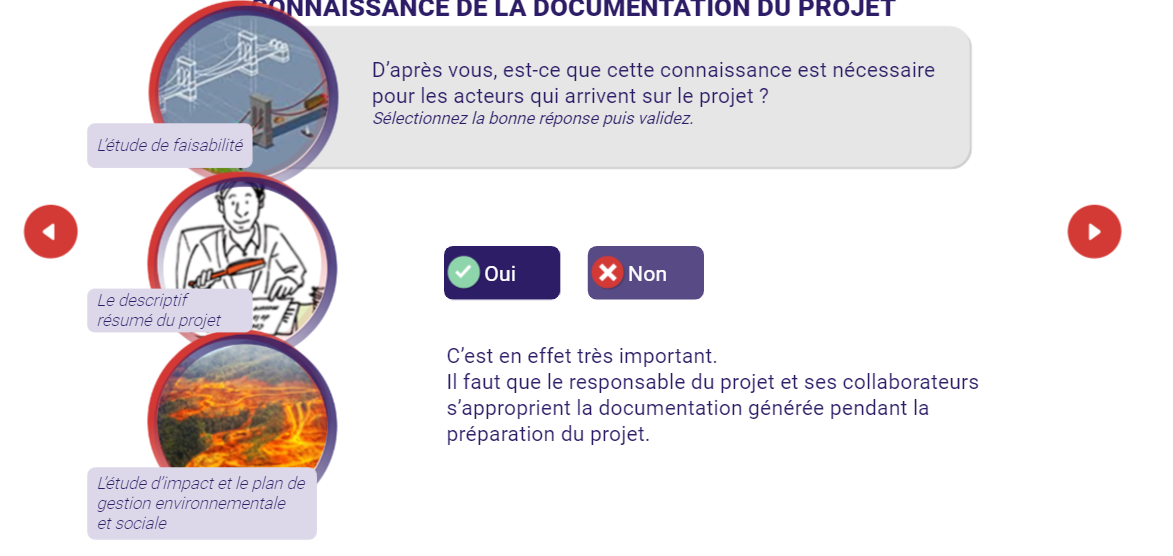 CONNAISSANCE DE LA DOCUMENTATION DU PROJET
D’après vous, est-ce que cette connaissance est nécessaire
pour les acteurs qui arrivent sur le projet ?
Sélectionnez la bonne réponse puis validez.
L’étude de faisabilité
Le descriptif
résumé du projet
Oui
Non
C’est en effet très important.
Il faut que le responsable du projet et ses collaborateurs
s’approprient la documentation générée pendant la
préparation du projet.
L’étude d’impact et le plan de
gestion environnementale
et sociale